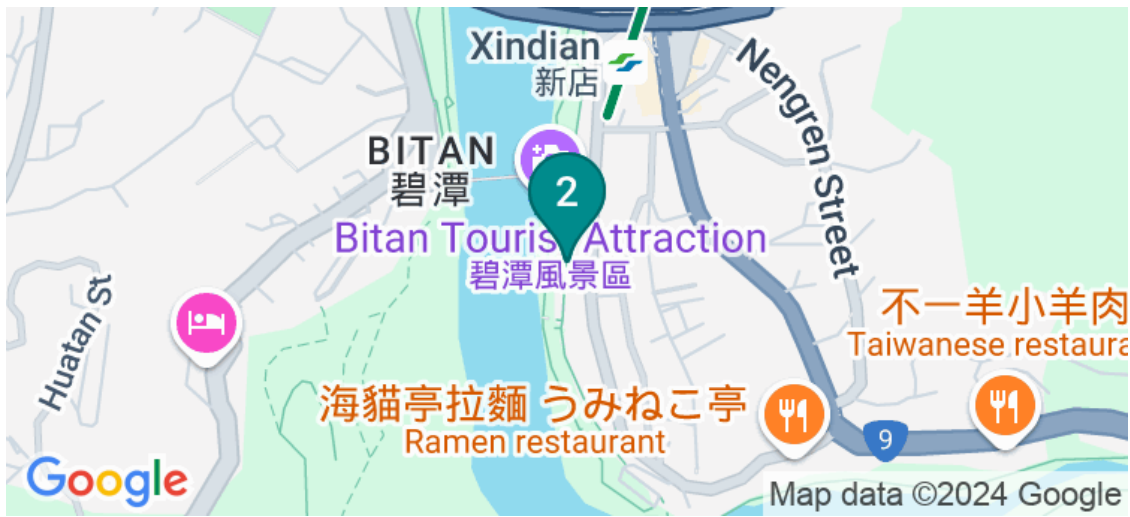 Xindian
新店
Nengren Street
BITAN
碧潭
2
Bitan Tourist Attraction
碧潭風景區
Huatan St
不一羊小羊肉
Taiwanese restaura
海貓亭拉麵 うみねこ亭
Ramen restaurant
9
Google
Map data ©2024 Google